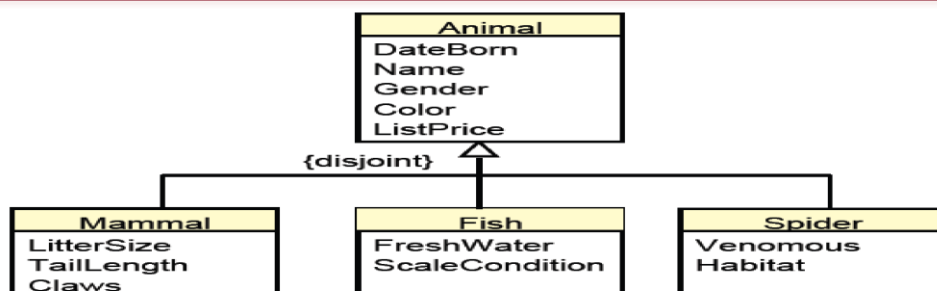 Animal
DateBorn
Name
Gender
Color
ListPrice
{disjoint}
Mammal
LitterSize
TailLength
Claws
Fish
FreshWater
ScaleCondition
Spider
Venomous
Habitat